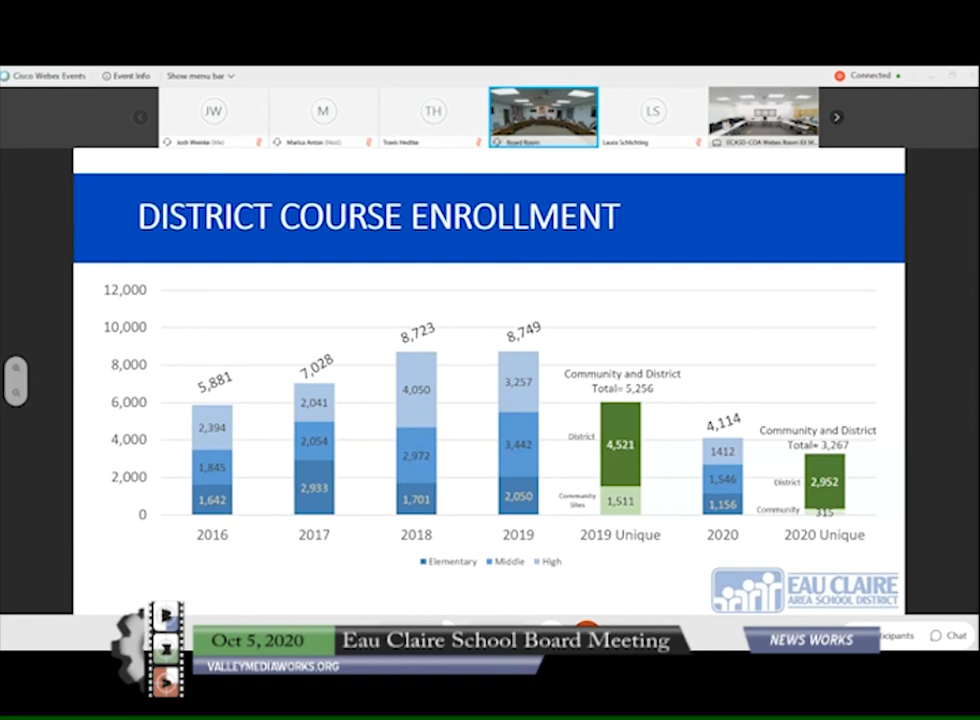 Cisco Webex Events
Event Info
Show menu bar
Connected
JW
M
TH
LS
Josh Weinke (Me)
Marisa Anton (Host)
Travis Hedtke
Board Room
Laura Schlichting
ECASD-COA Webex Room Kit M...
DISTRICT COURSE ENROLLMENT
12,000
10,000
8,000
6,000
4,000
2,000
0
5,881
2,394
1,845
1,642
7,028
2,041
2,054
2,933
8,723
4,050
2,972
1,701
8,749
3,257
3,442
2,050
Community and District
Total= 5,256
District
4,521
Community
Sites
1,511
4,114
1412
1,546
1,156
Community and District
Total= 3,267
District
2,952
Community
315
2016
2017
2018
2019
2019 Unique
2020
2020 Unique
Elementary
Middle
High
EAU CLAIRE
AREA SCHOOL DISTRICT
Oct 5, 2020
Eau Claire School Board Meeting
NEWS WORKS
VALLEYMEDIAWORKS.ORG
Chat